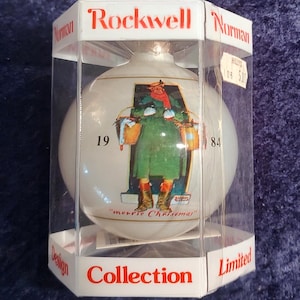 Rockwell
Norman
19 84
"merrie Christmas"
Design
Collection
Limited